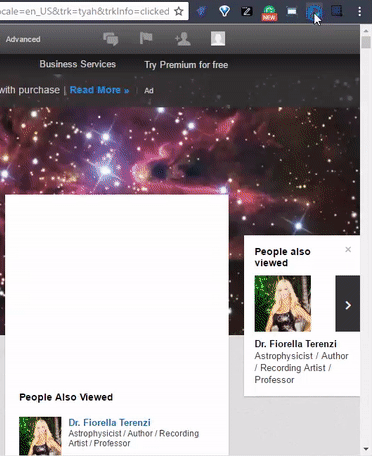 ocale=en_US&trk=tyah&trkInfo=clicked
NEW
Advanced
Business Services Try Premium for free
with purchase | Read More » Ad
People also
viewed
×
Dr. Fiorella Terenzi
Astrophysicist / Author
/ Recording Artist /
Professor
People Also Viewed
Dr. Fiorella Terenzi
Astrophysicist / Author / Recording
Artist / Professor